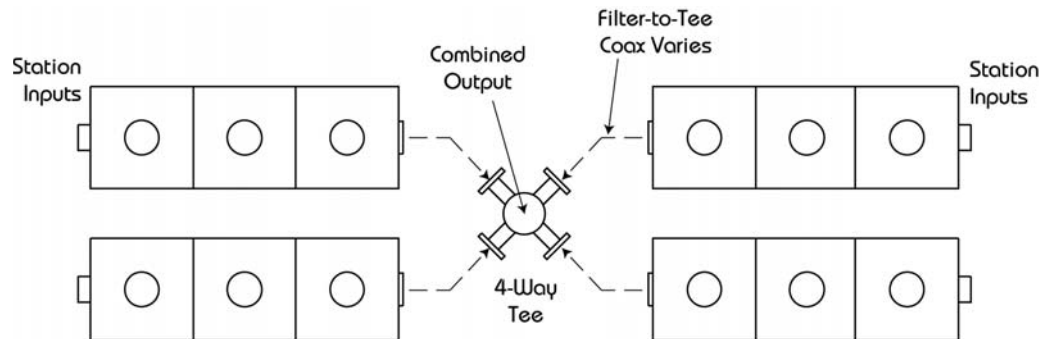 Station
Inputs
Combined
Output
Filter-to-Tee
Coax Varies
Station
Inputs
4-Way
Tee